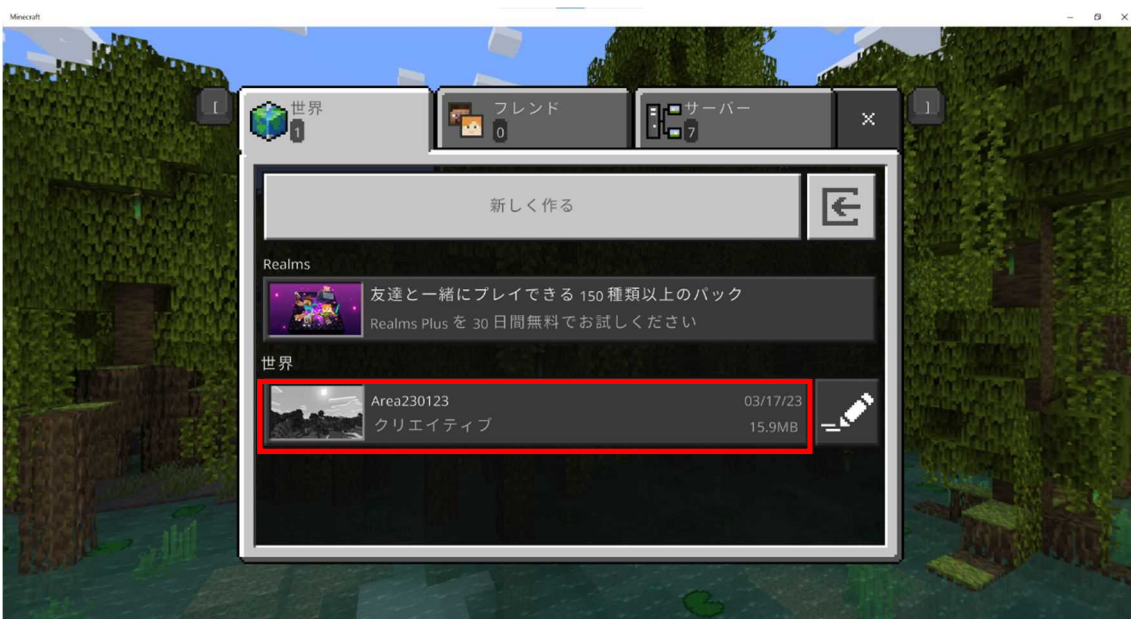 Minecraft
[
世界
1
フレンド
0
サーバー
7
]
新しく作る
Realms
友達と一緒にプレイできる 150 種類以上のパック
Realms Plus を 30 日間無料でお試しください
世界
Area230123 03/17/23
クリエイティブ 15.9MB